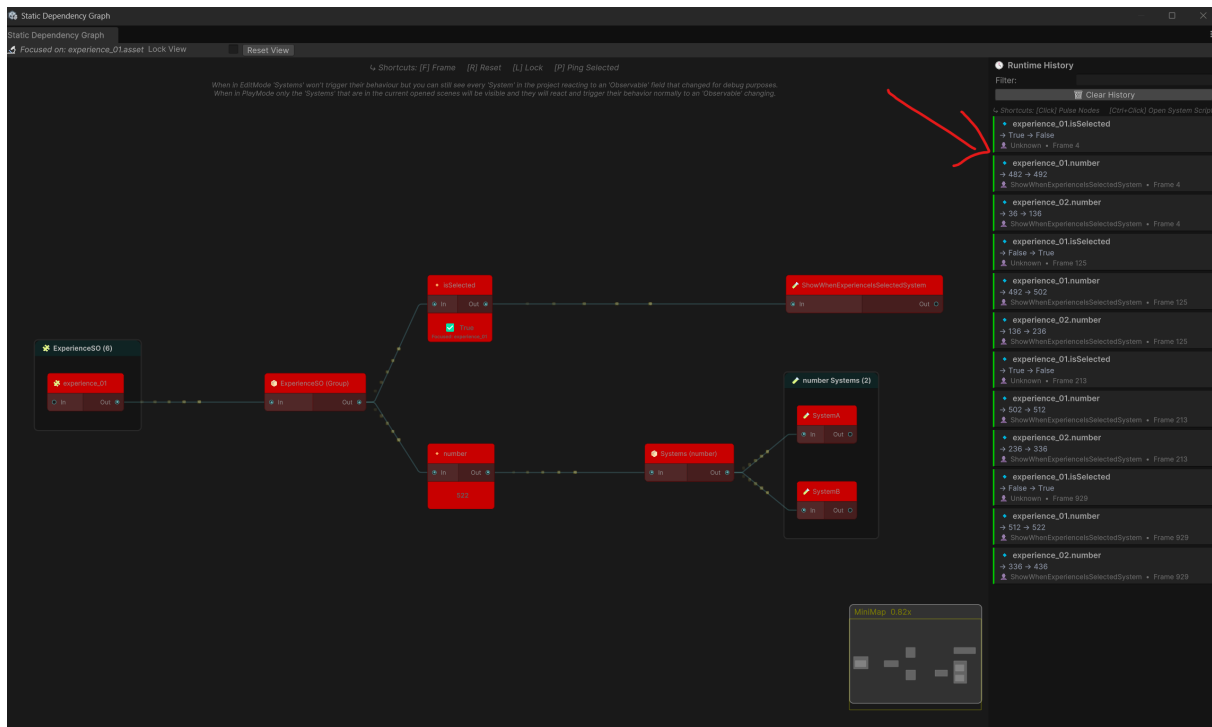 Static Dependency Graph
Static Dependency Graph
Focused on: experience_01.asset Lock View Reset View
↳ Shortcuts: [F] Frame [R] Reset [L] Lock [P] Ping Selected
When in EditMode 'Systems' won't trigger their behaviour but you can still see every 'System' in the project reacting to an 'Observable' field that changed for debug purposes.
When in PlayMode only the 'Systems' that are in the current opened scenes will be visible and they will react and trigger their behavior normally to an 'Observable' changing.
ExperienceSO (6)
experience_01
In Out
ExperienceSO (Group)
In Out
isSelected
In Out
True
number
In Out
522
ShowWhenExperienceIsSelectedSystem
In Out
Systems (number)
In Out
number Systems (2)
SystemA
In Out
SystemB
In Out
MiniMap 0.82x
Runtime History
Filter:
Clear History
↳ Shortcuts: [Click] Pulse Nodes [Ctrl+Click] Open System Scrip
experience_01.isSelected
→ True → False
Unknown • Frame 4
experience_01.number
→ 482 → 492
ShowWhenExperienceIsSelectedSystem • Frame 4
experience_02.number
→ 36 → 136
ShowWhenExperienceIsSelectedSystem • Frame 4
experience_01.isSelected
→ False → True
Unknown • Frame 125
experience_01.number
→ 492 → 502
ShowWhenExperienceIsSelectedSystem • Frame 125
experience_02.number
→ 136 → 236
ShowWhenExperienceIsSelectedSystem • Frame 125
experience_01.isSelected
→ True → False
Unknown • Frame 213
experience_01.number
→ 502 → 512
ShowWhenExperienceIsSelectedSystem • Frame 213
experience_02.number
→ 236 → 336
ShowWhenExperienceIsSelectedSystem • Frame 213
experience_01.isSelected
→ False → True
Unknown • Frame 929
experience_01.number
→ 512 → 522
ShowWhenExperienceIsSelectedSystem • Frame 929
experience_02.number
→ 336 → 436
ShowWhenExperienceIsSelectedSystem • Frame 929